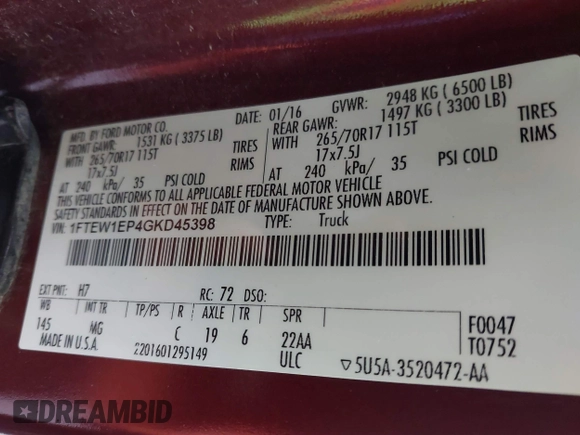 MFD. BY FORD MOTOR CO.
DATE: 01/16 GVWR: 2948 KG ( 6500 LB)
FRONT GAWR: 1531 KG ( 3375 LB) REAR GAWR: 1497 KG ( 3300 LB)
WITH 265/70R17 115T TIRES WITH 265/70R17 115T TIRES
17x7.5J RIMS 17x7.5J RIMS
AT 240 kPa/ 35 PSI COLD AT 240 kPa/ 35 PSI COLD
THIS VEHICLE CONFORMS TO ALL APPLICABLE FEDERAL MOTOR VEHICLE
SAFETY STANDARDS IN EFFECT ON THE DATE OF MANUFACTURE SHOWN ABOVE.
VIN: 1FTEW1EP4GKD45398 TYPE: Truck
EXT PNT: H7 RC: 72 DSO:
WB INT TR TP/PS R AXLE TR SPR
145 MG C 19 6 22AA
F0047
T0752
MADE IN U.S.A. 2201601295149 ULC ▽5U5A-3520472-AA
DREAMBID